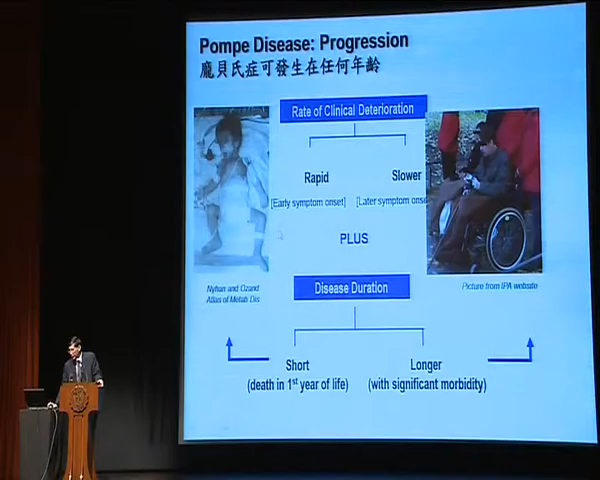 Pompe Disease: Progression
龐貝氏症可發生在任何年齡
Rate of Clinical Deterioration
Rapid
Slower
[Early symptom onset]
[Later symptom onse
PLUS
Disease Duration
Nyhan and Ozand
Atlas of Metab Dis
Picture from IPA website
Short
(death in 1st year of life)
Longer
(with significant morbidity)